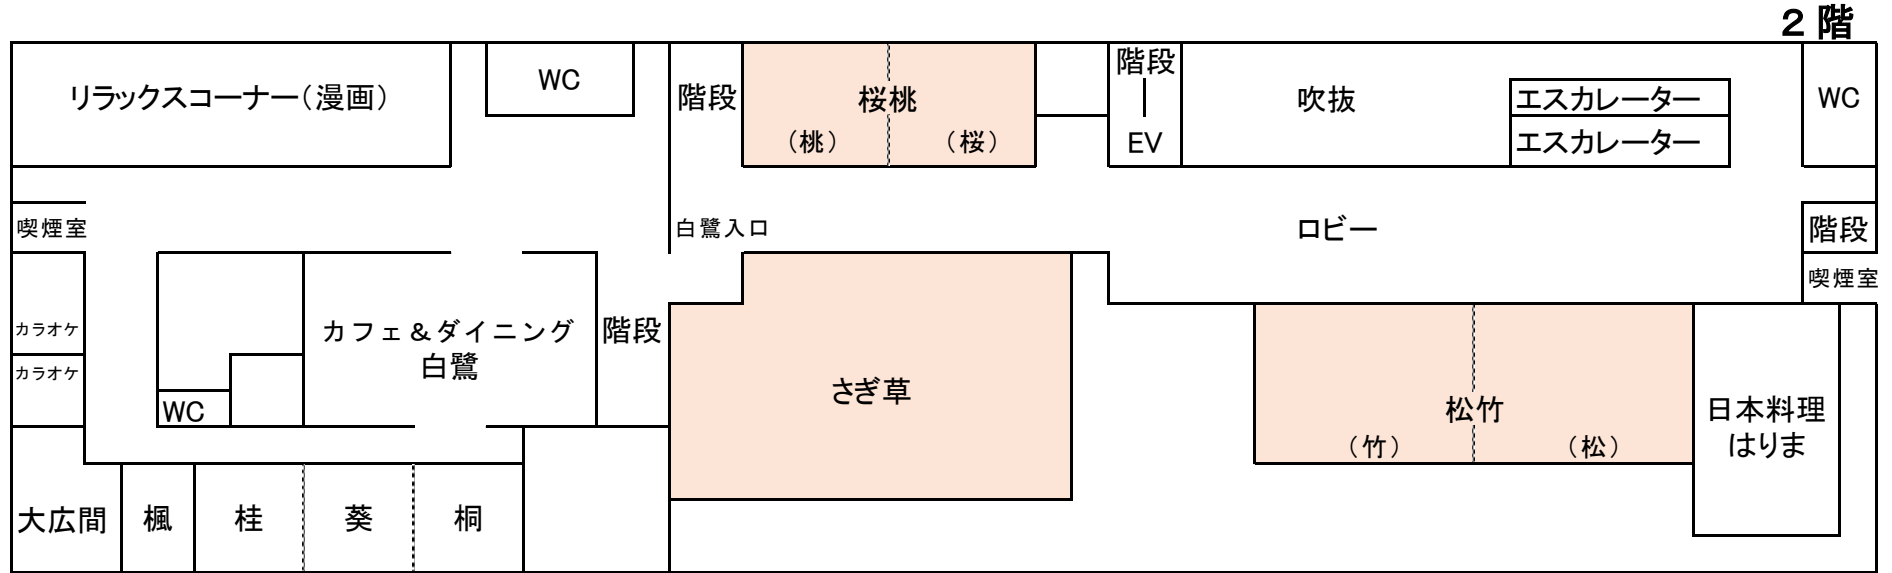 ２階
リラックスコーナー（漫画）
WC
階段
桜桃
（桃）
（桜）
階段
｜
EV
吹抜
エスカレーター
エスカレーター
WC
喫煙室
白鷺入口
ロビー
階段
喫煙室
カラオケ
カラオケ
カフェ＆ダイニング
白鷺
WC
階段
さぎ草
松竹
（竹）
（松）
日本料理
はりま
大広間
楓
桂
葵
桐